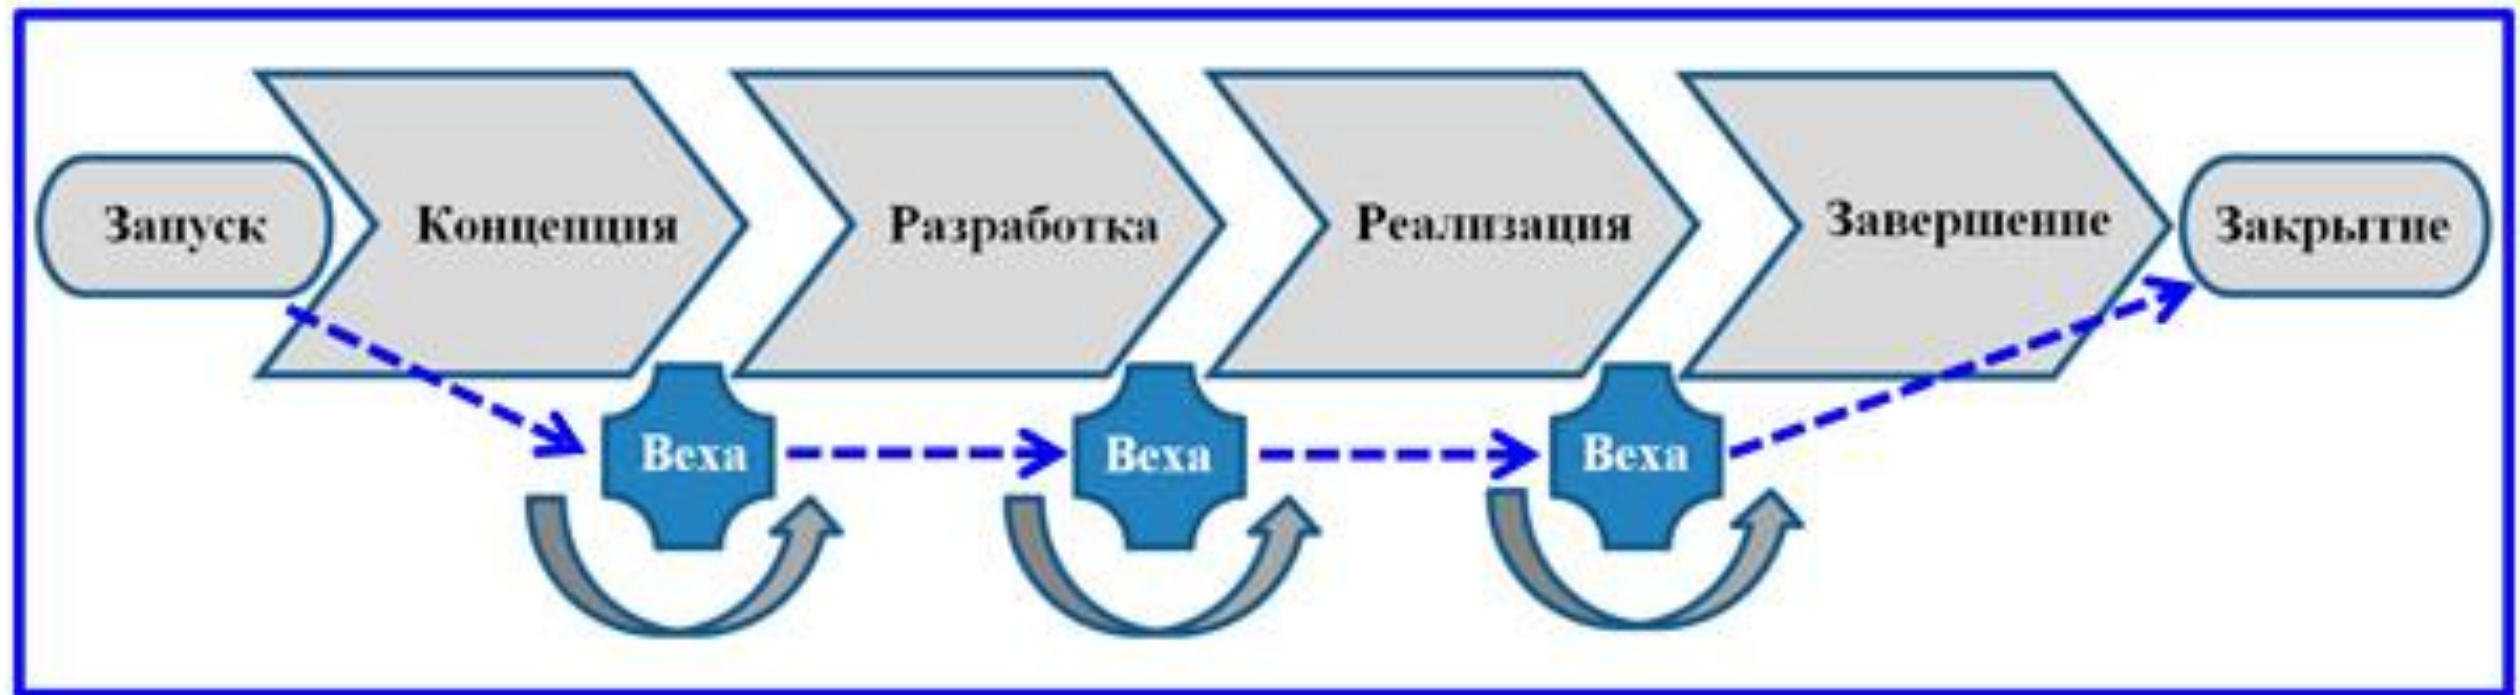 Запуск
Концепция
Разработка
Реализация
Завершение
Закрытие
Веха
Веха
Веха